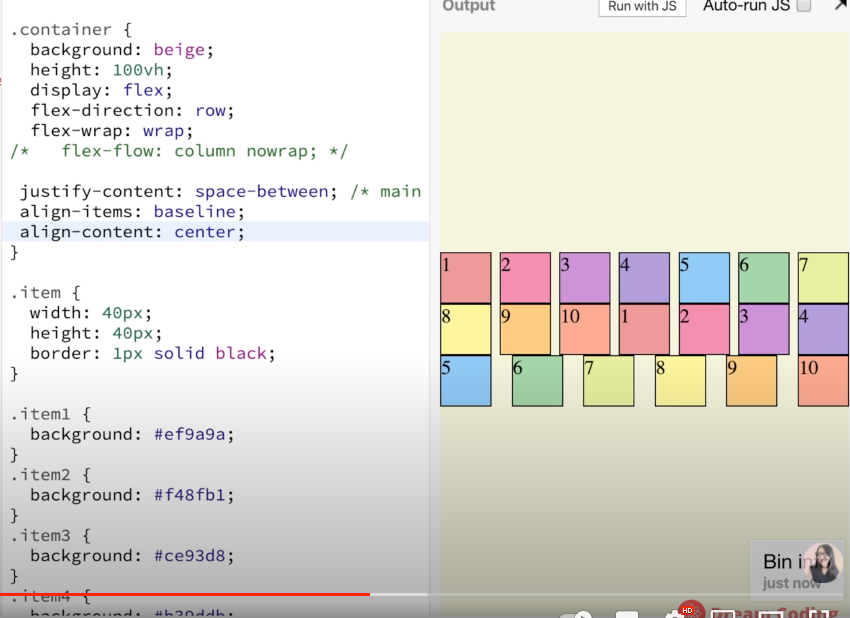 Output
Run with JS
Auto-run JS
.container {
background: beige;
height: 100vh;
display: flex;
flex-direction: row;
flex-wrap: wrap;
/* flex-flow: column nowrap; */
justify-content: space-between; /* main
align-items: baseline;
align-content: center;
}
.item {
width: 40px;
height: 40px;
border: 1px solid black;
}
.item1 {
background: #ef9a9a;
}
.item2 {
background: #f48fb1;
}
.item3 {
background: #ce93d8;
}
.item4 {
background: #b39ddb;
1 2 3 4 5 6 7
8 9 10 1 2 3 4
5 6 7 8 9 10
Bin info
just now
HD
Dream Coding